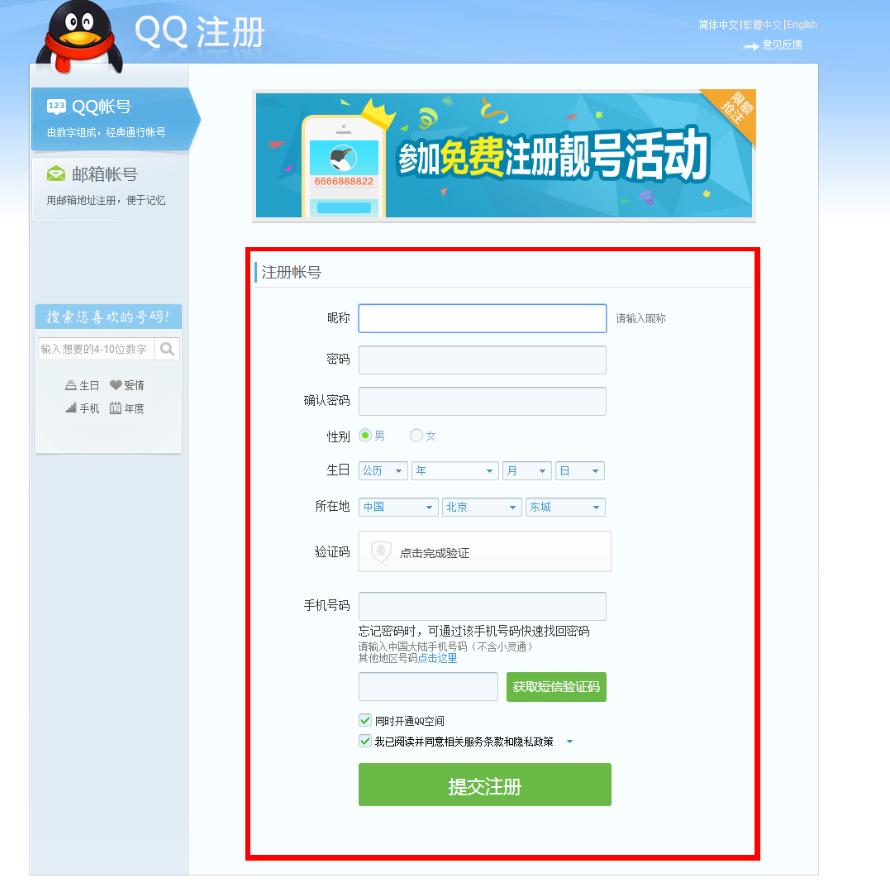 QQ 注册
简体中文|繁體中文|English
意见反馈
123 QQ帐号
由数字组成，经典通行帐号
邮箱帐号
用邮箱地址注册，便于记忆
搜索您喜欢的号码!
输入想要的4-10位数字
生日 爱情
手机 12 年度
限额
抢注
参加免费注册靓号活动
6666888822
注册帐号
昵称 请输入昵称
密码
确认密码
性别 男 女
生日 公历 年 月 日
所在地 中国 北京 东城
验证码 点击完成验证
手机号码
忘记密码时，可通过该手机号码快速找回密码
请输入中国大陆手机号码（不含小灵通）
其他地区号码点击这里
获取短信验证码
同时开通QQ空间
我已阅读并同意相关服务条款和隐私政策
提交注册